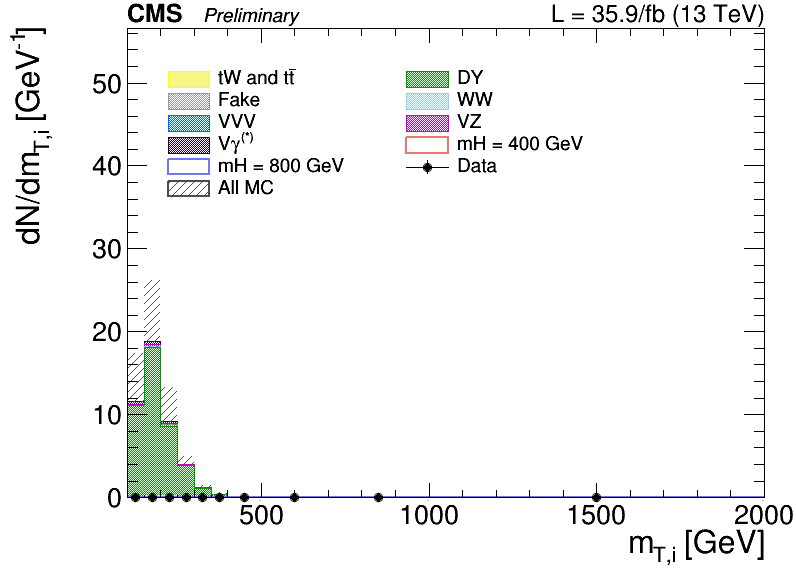 CMS Preliminary L = 35.9/fb (13 TeV)
dN/dm_T,i [GeV⁻¹]
50
40
30
20
10
0
tW and tt̄ DY
Fake WW
VVV VZ
Vγ(*) mH = 400 GeV
mH = 800 GeV Data
All MC
500 1000 1500 2000
m_T,i [GeV]